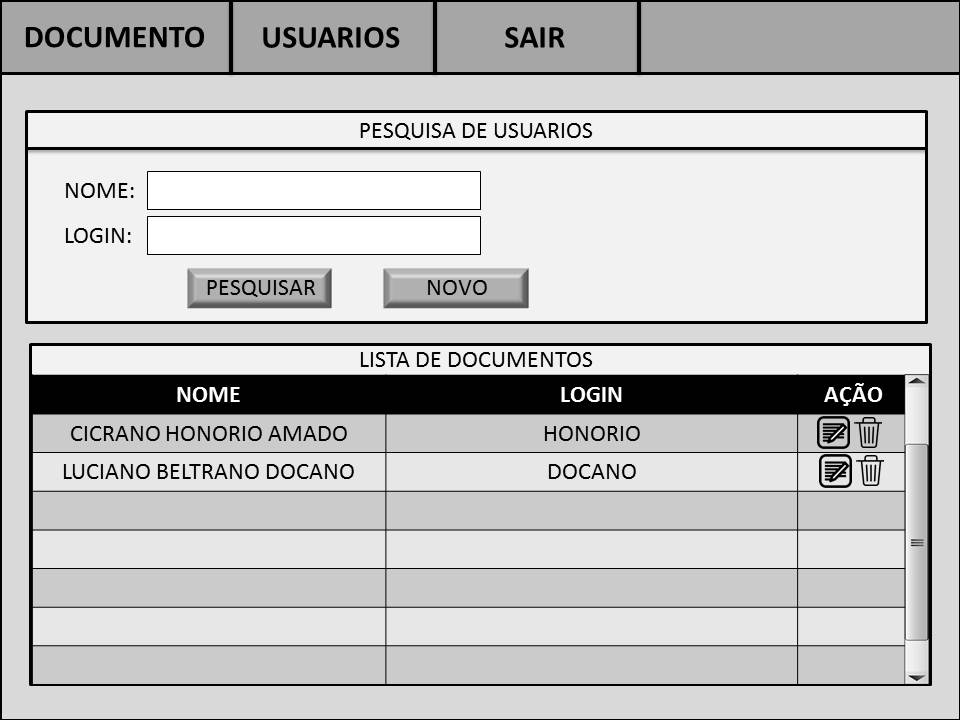 DOCUMENTO USUARIOS SAIR
PESQUISA DE USUARIOS
NOME:
LOGIN:
PESQUISAR NOVO
LISTA DE DOCUMENTOS
NOME LOGIN AÇÃO
CICRANO HONORIO AMADO HONORIO
LUCIANO BELTRANO DOCANO DOCANO